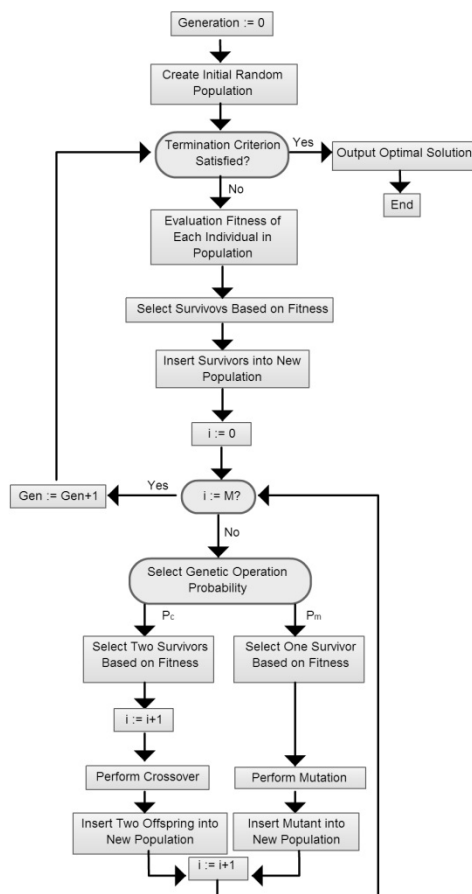 Generation := 0
Create Initial Random
Population
Termination Criterion
Satisfied?
Yes
Output Optimal Solution
End
No
Evaluation Fitness of
Each Individual in
Population
Select Survivovs Based on Fitness
Insert Survivors into New
Population
i := 0
Gen := Gen+1
Yes
i := M?
No
Select Genetic Operation
Probability
Pc
Pm
Select Two Survivors
Based on Fitness
Select One Survivor
Based on Fitness
i := i+1
Perform Crossover
Perform Mutation
Insert Two Offspring into
New Population
Insert Mutant into
New Population
i := i+1